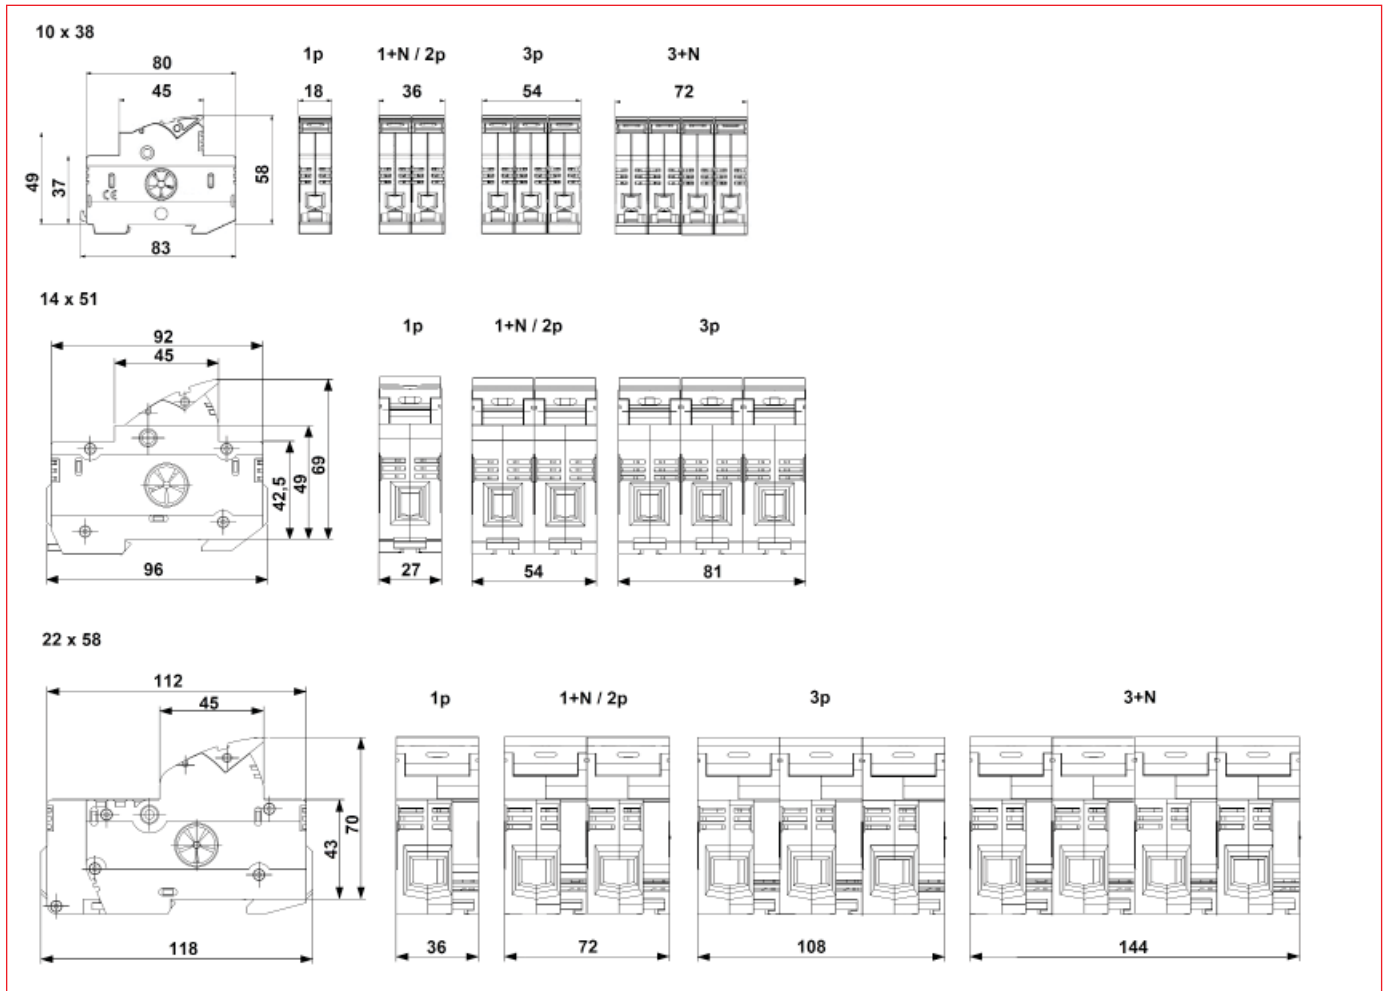 10 x 38
1p 1+N / 2p 3p 3+N
80
45 18 36 54 72
49 37 58
CE
83
14 x 51
1p 1+N / 2p 3p
92
45
42,5 49 69
96 27 54 81
22 x 58
112
45 1p 1+N / 2p 3p 3+N
43 70
118 36 72 108 144